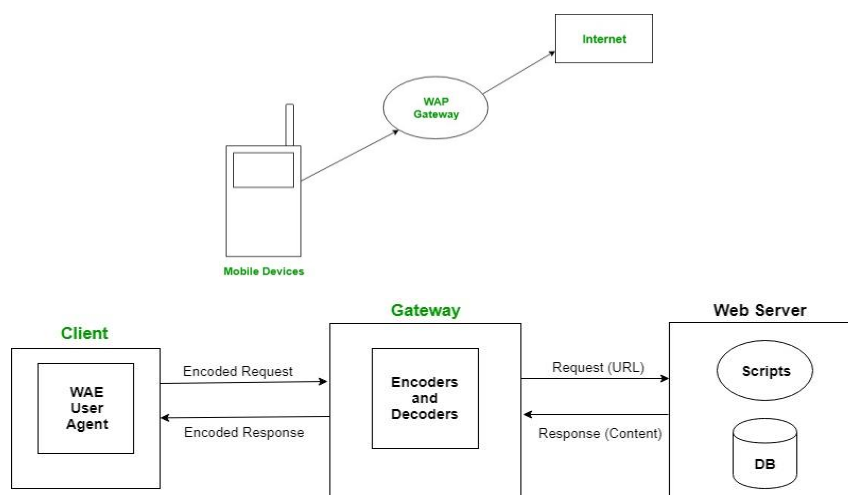 Internet
WAP
Gateway
Mobile Devices
Client
Gateway
Web Server
WAE
User
Agent
Encoded Request
Encoded Response
Encoders
and
Decoders
Request (URL)
Response (Content)
Scripts
DB